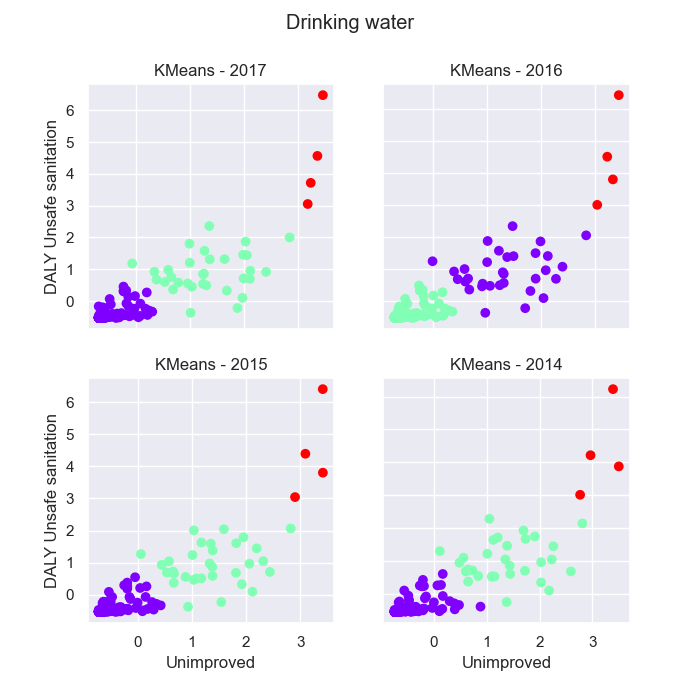 Drinking water
KMeans - 2017
KMeans - 2016
DALY Unsafe sanitation
6
5
4
3
2
1
0
KMeans - 2015
KMeans - 2014
DALY Unsafe sanitation
6
5
4
3
2
1
0
0 1 2 3
0 1 2 3
Unimproved
Unimproved